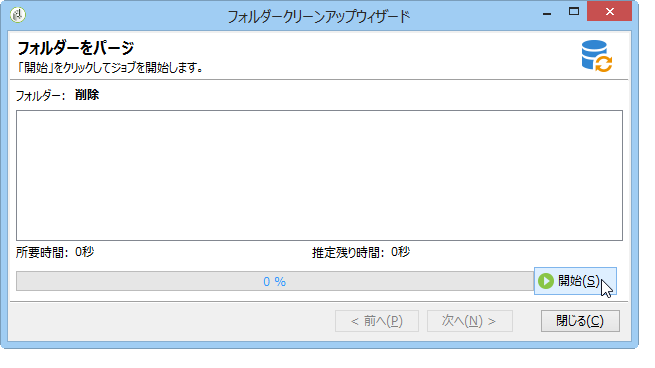 フォルダークリーンアップウィザード
フォルダーをパージ
「開始」をクリックしてジョブを開始します。
フォルダー: 削除
所要時間: 0秒 推定残り時間: 0秒
0 % 開始(S)
< 前へ(P) 次へ(N) > 閉じる(C)